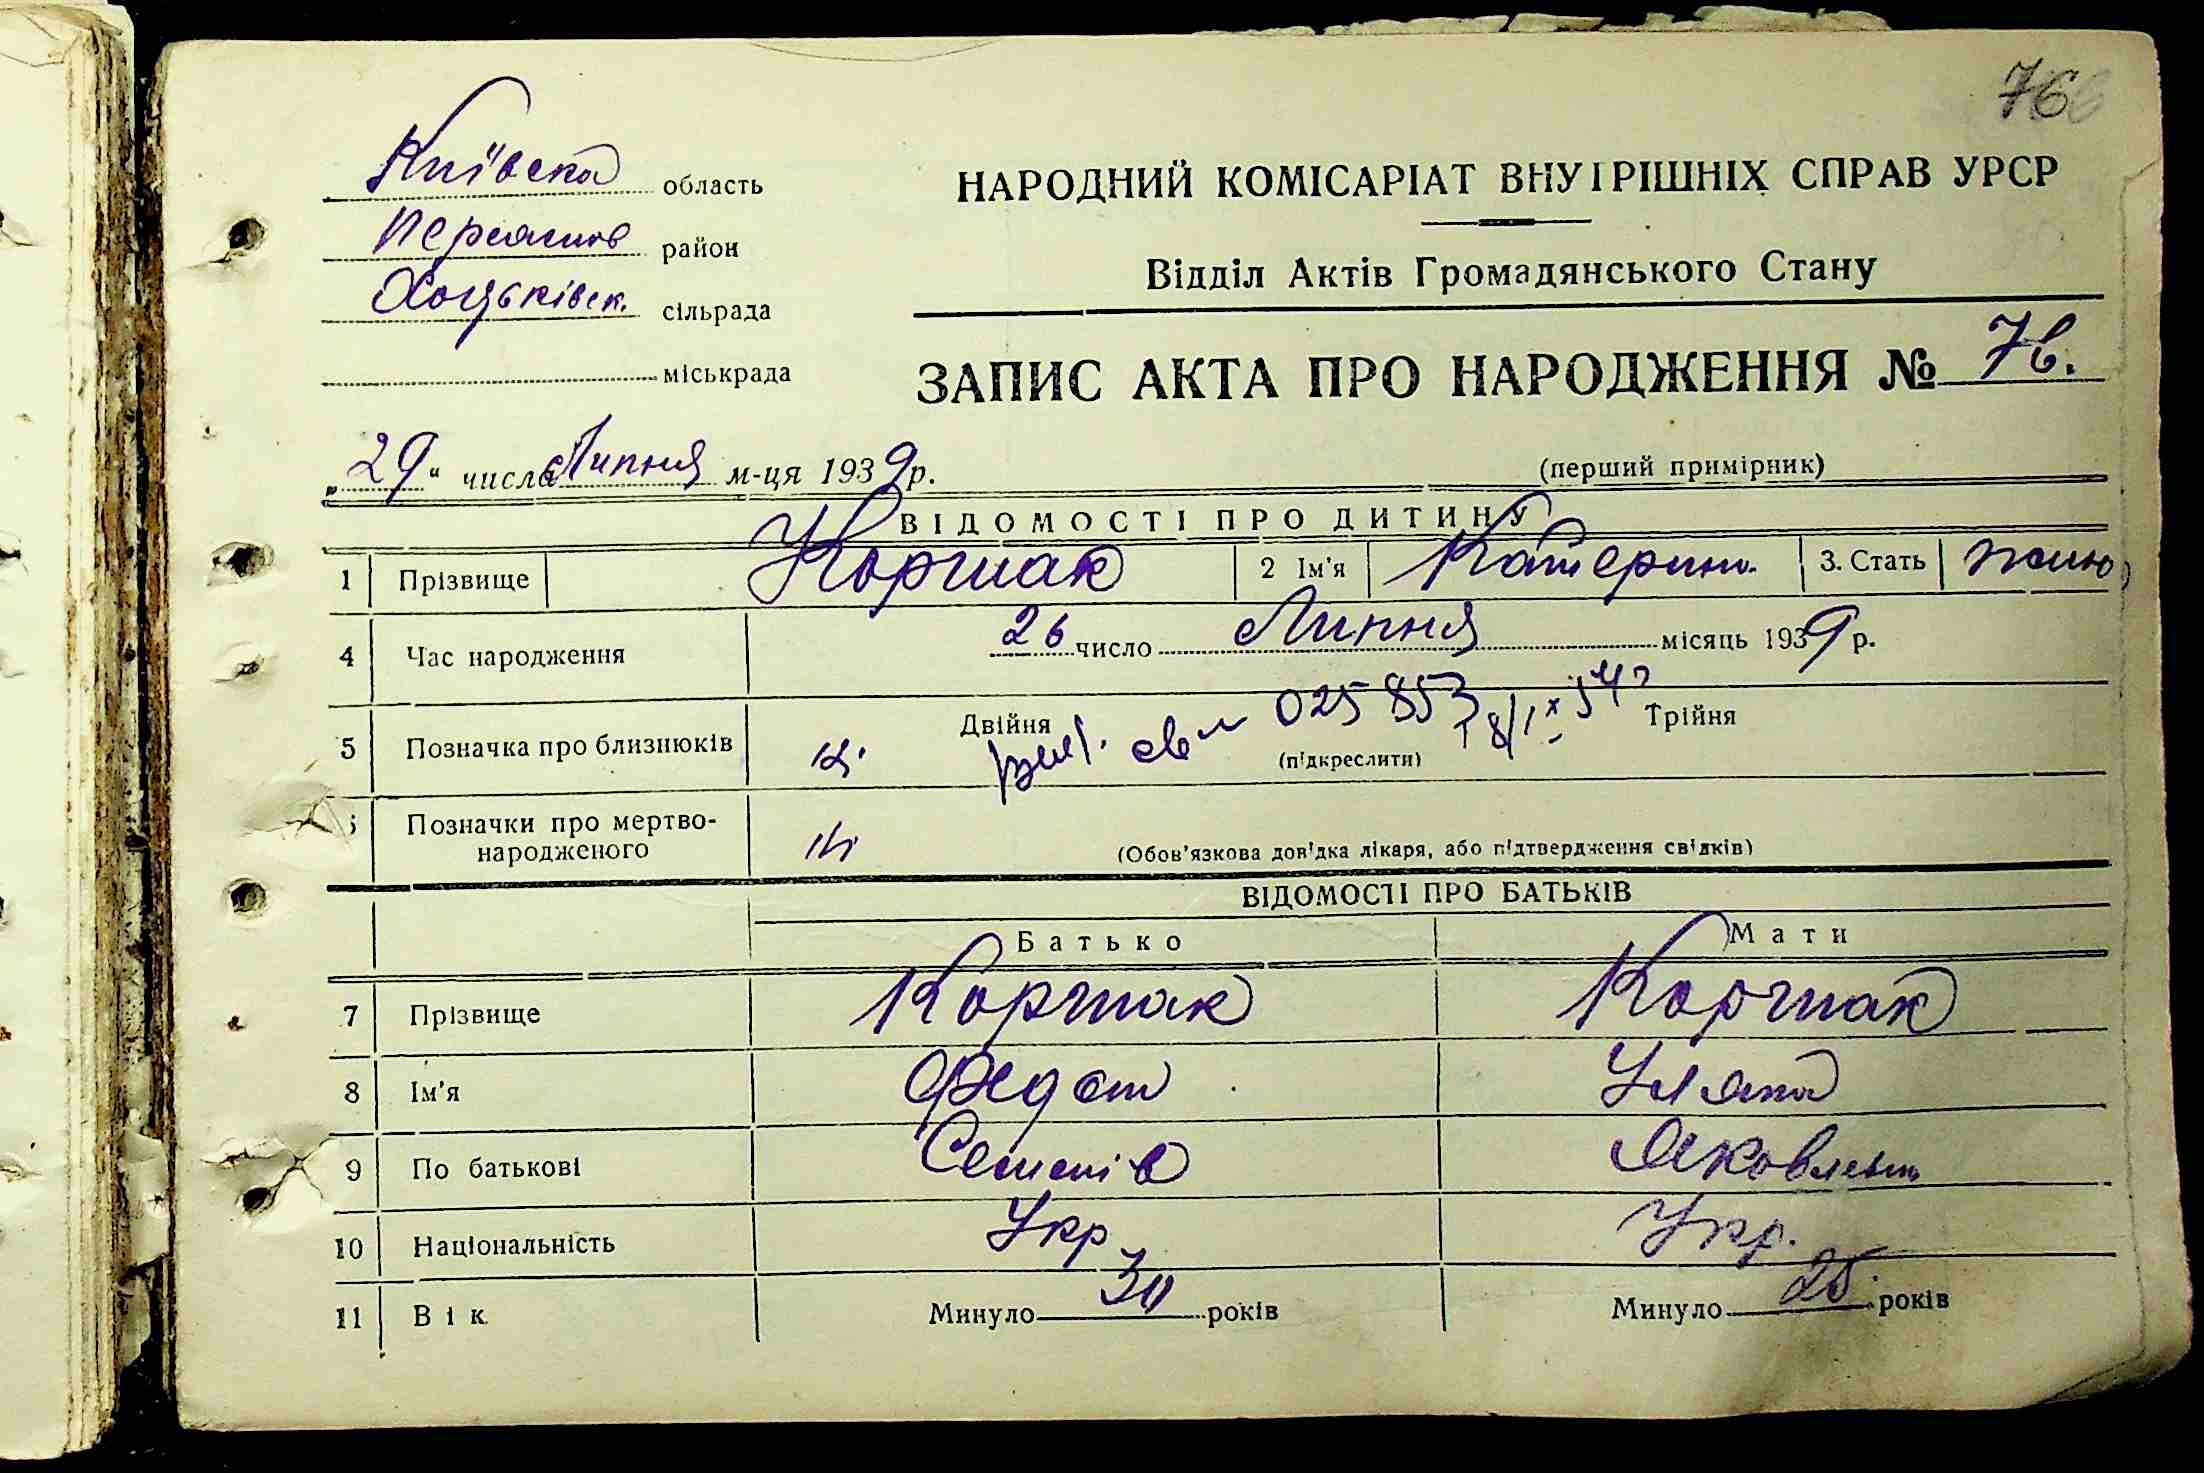 76
Київська область
НАРОДНИЙ КОМІСАРІАТ ВНУТРІШНІХ СПРАВ УРСР
Переяслов район
Відділ Актів Громадянського Стану
Хоцьківськ. сільрада
міськрада
ЗАПИС АКТА ПРО НАРОДЖЕННЯ № 76.
„29" числа Липня м-ця 1939 р.
(перший примірник)
ВІДОМОСТІ ПРО ДИТИНУ
1 Прізвище Коршак 2 Ім'я Катерина 3. Стать жіно
4 Час народження 26 число Липня місяць 1939 р.
5 Позначка про близнюків Двійня св 025853 Трійня
(підкреслити)
6 Позначки про мертвонародженого
(Обов'язкова довідка лікаря, або підтвердження свідків)
ВІДОМОСТІ ПРО БАТЬКІВ
Батько Мати
7 Прізвище Коршак Коршак
8 Ім'я Федот Уляна
9 По батькові Семенів Яковлевна
10 Національність Укр Укр.
11 Вік Минуло 30 років Минуло 25 років